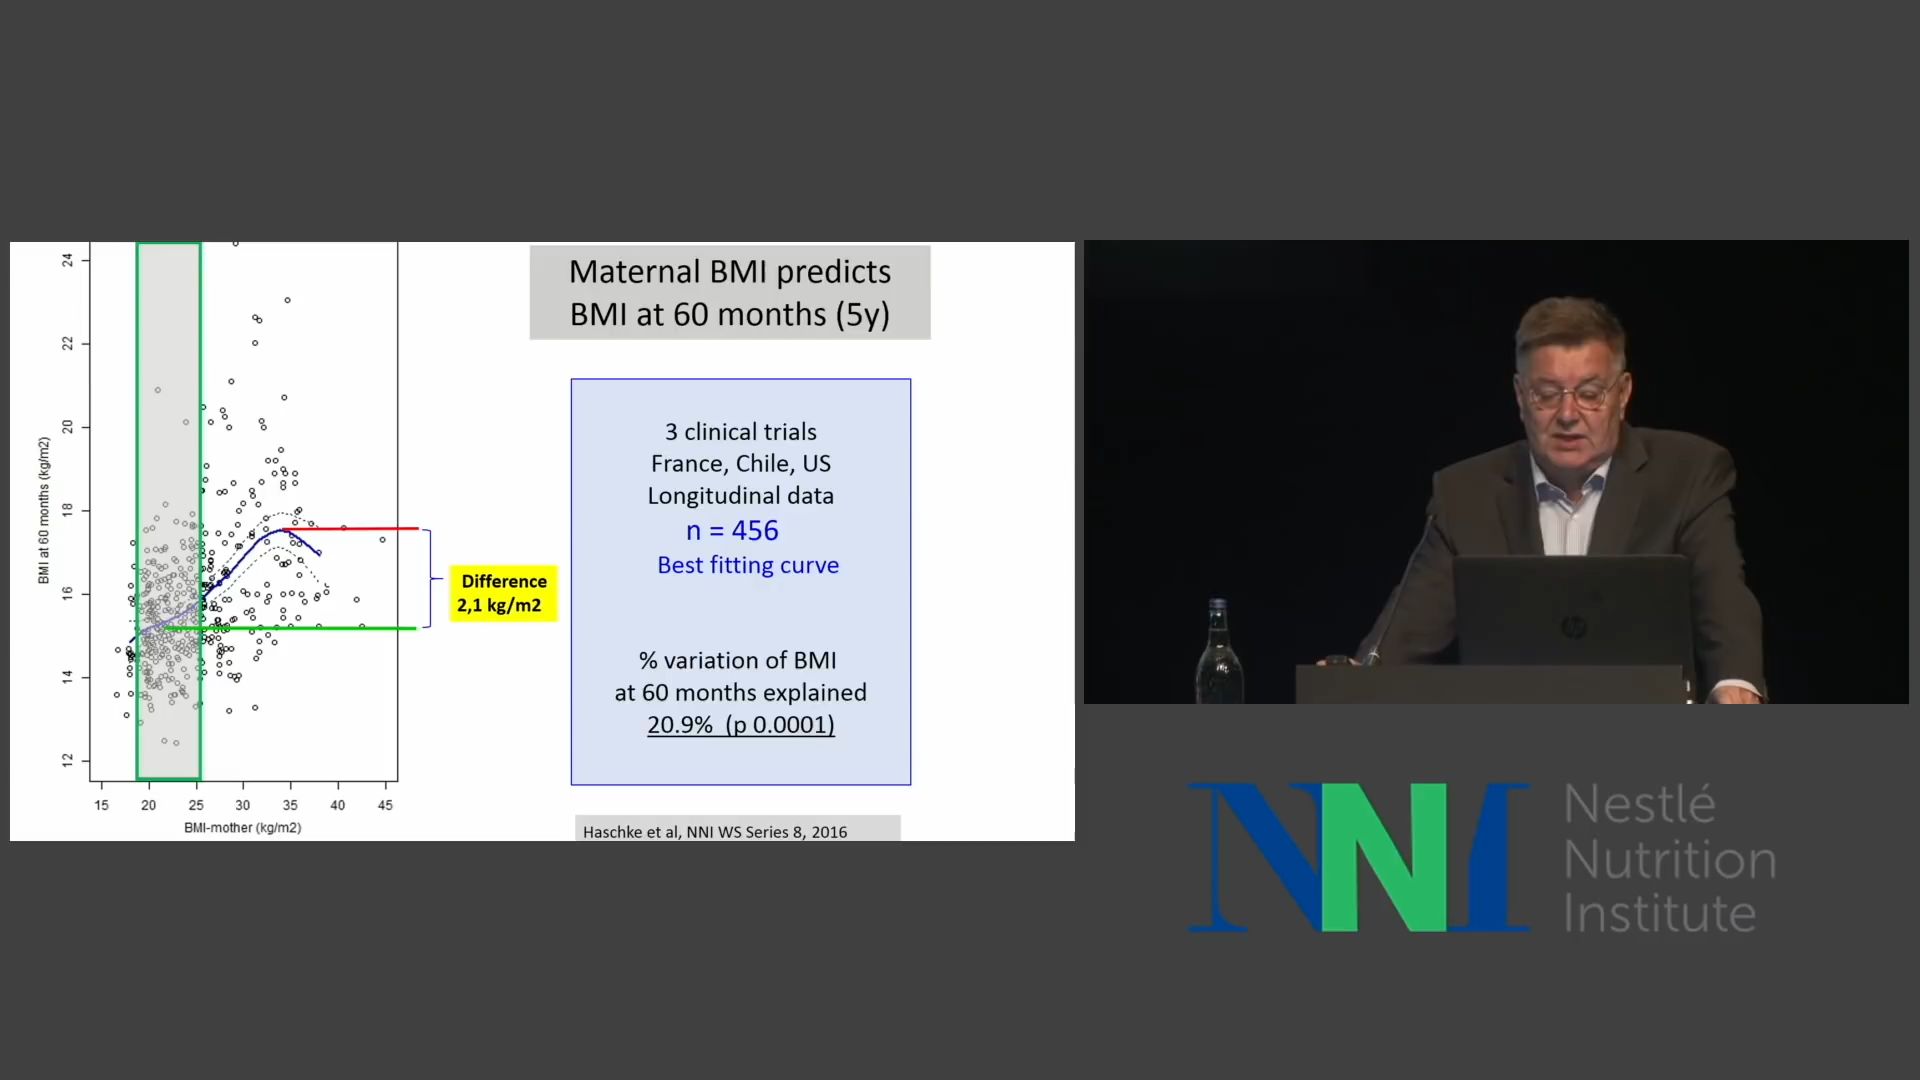 Maternal BMI predicts
BMI at 60 months (5y)
24
22
20
18
16
14
12
BMI at 60 months (kg/m2)
15 20 25 30 35 40 45
BMI-mother (kg/m2)
Difference
2,1 kg/m2
3 clinical trials
France, Chile, US
Longitudinal data
n = 456
Best fitting curve
% variation of BMI
at 60 months explained
20.9% (p 0.0001)
Haschke et al, NNI WS Series 8, 2016
hp
NNI
Nestlé
Nutrition
Institute